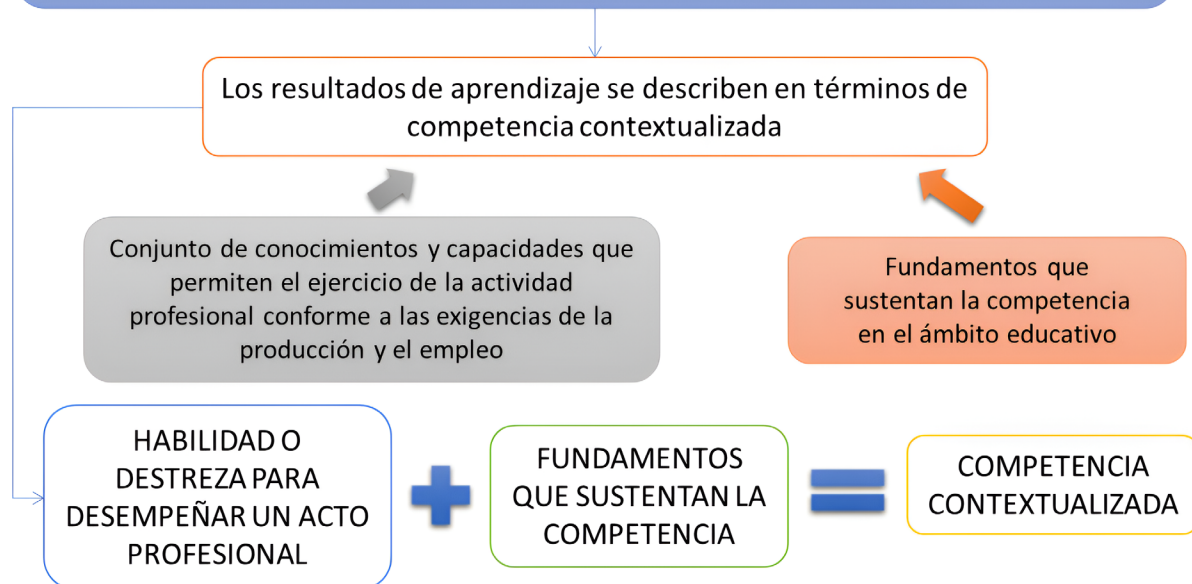 Los resultados de aprendizaje se describen en términos de
competencia contextualizada
Conjunto de conocimientos y capacidades que
permiten el ejercicio de la actividad
profesional conforme a las exigencias de la
producción y el empleo
Fundamentos que
sustentan la competencia
en el ámbito educativo
HABILIDAD O
DESTREZA PARA
DESEMPEÑAR UN ACTO
PROFESIONAL
FUNDAMENTOS
QUE SUSTENTAN LA
COMPETENCIA
COMPETENCIA
CONTEXTUALIZADA